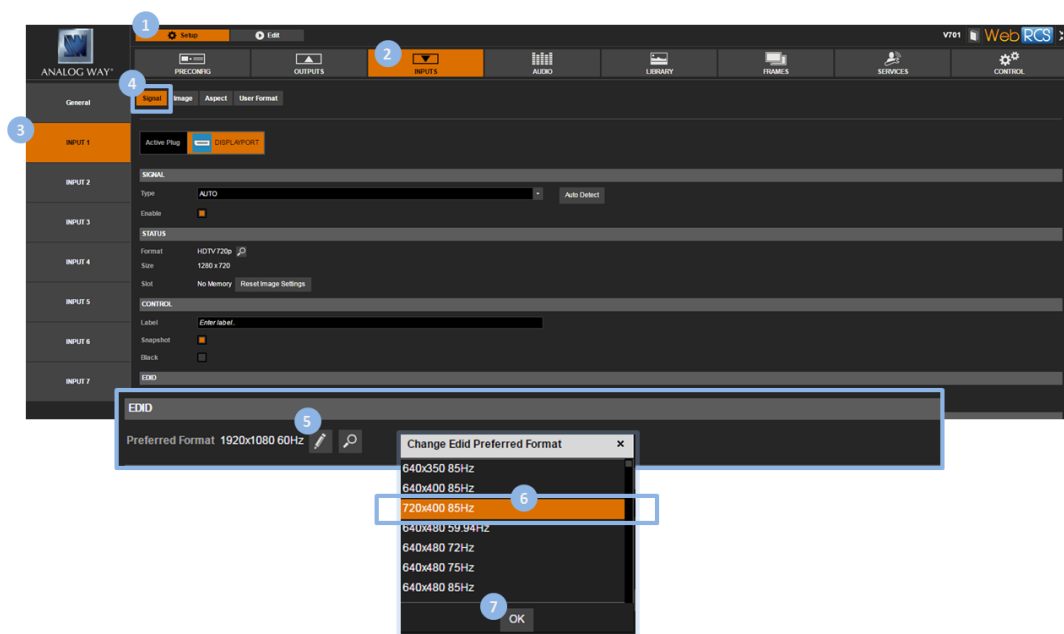 1
Setup
Edit
V701
Web RCS
ANALOG WAY®
PRECONFIG
OUTPUTS
2
INPUTS
AUDIO
LIBRARY
FRAMES
SERVICES
CONTROL
4
General
Signal
Image
Aspect
User Format
3
INPUT 1
Active Plug
DISPLAYPORT
SIGNAL
INPUT 2
Type
AUTO
Auto Detect
Enable
INPUT 3
STATUS
Format
HDTV 720p
INPUT 4
Size
1280 x 720
Slot
No Memory
Reset Image Settings
INPUT 5
CONTROL
Label
Enter label..
INPUT 6
Snapshot
Black
INPUT 7
EDID
EDID
5
Preferred Format 1920x1080 60Hz
Change Edid Preferred Format
×
640x350 85Hz
640x400 85Hz
6
720x400 85Hz
640x480 59.94Hz
640x480 72Hz
640x480 75Hz
640x480 85Hz
7
OK